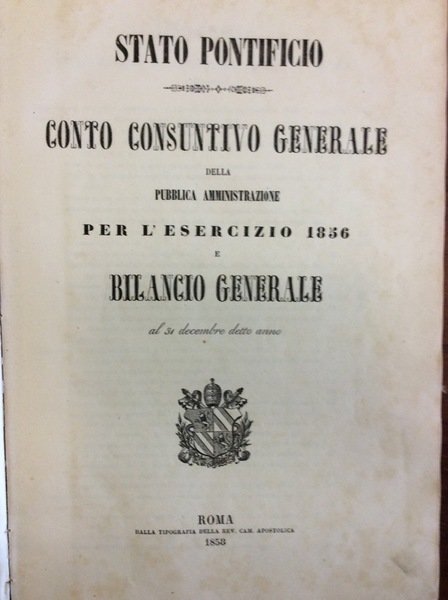 STATO PONTIFICIO
CONTO CONSUNTIVO GENERALE
DELLA
PUBBLICA AMMINISTRAZIONE
PER L'ESERCIZIO 1856
E
BILANCIO GENERALE
al 31 decembre detto anno
ROMA
DALLA TIPOGRAFIA DELLA REV. CAM. APOSTOLICA
1858